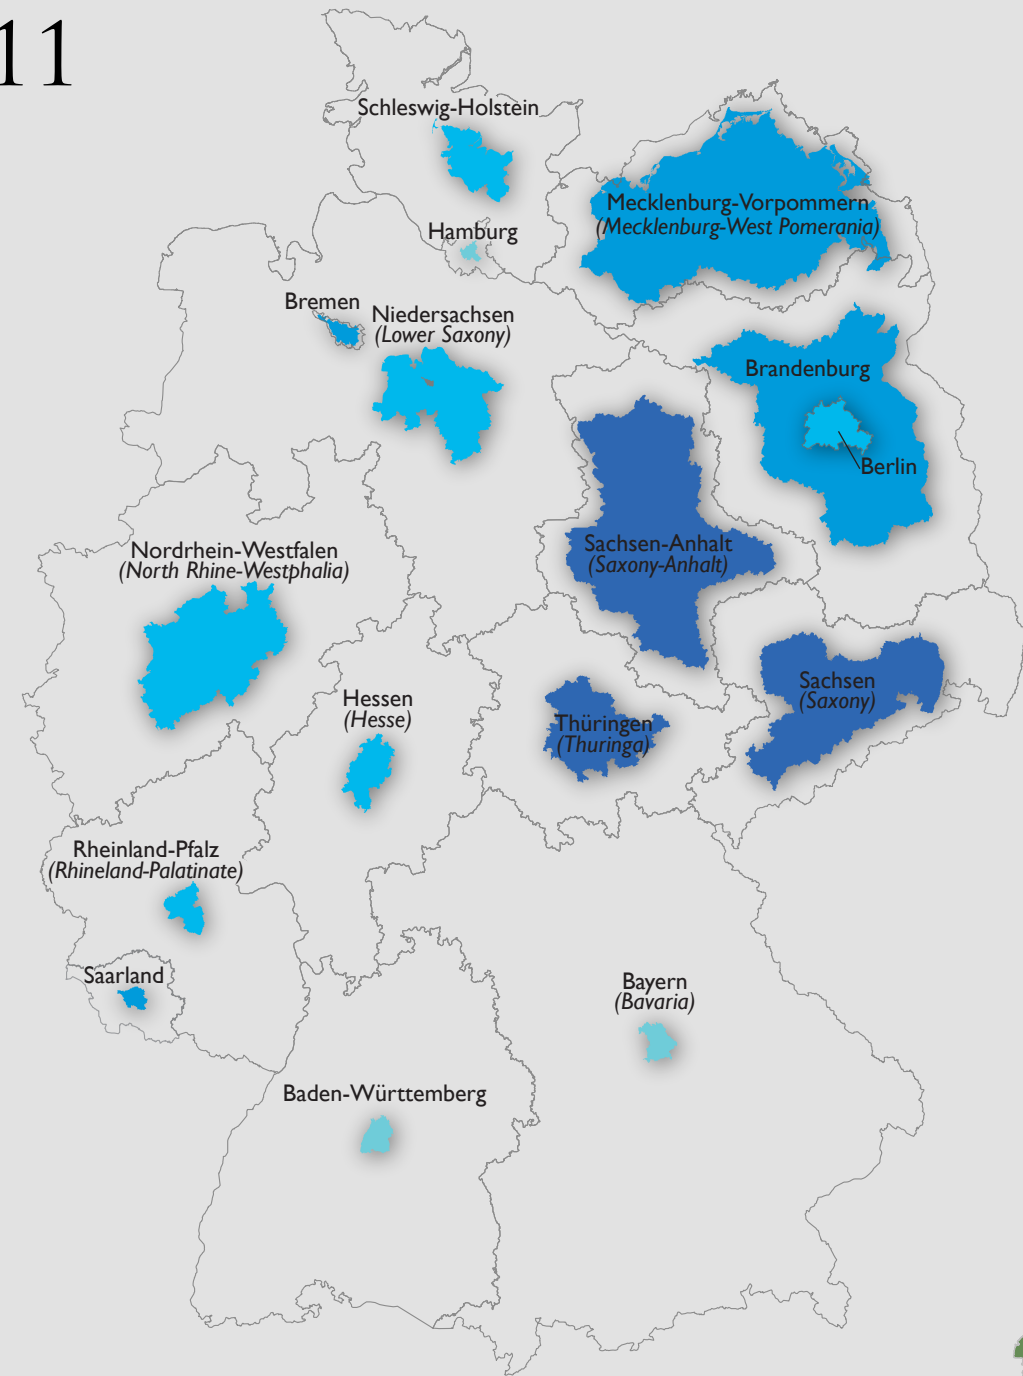 11
Schleswig-Holstein
Mecklenburg-Vorpommern
(Mecklenburg-West Pomerania)
Hamburg
Bremen
Niedersachsen
(Lower Saxony)
Brandenburg
Berlin
Nordrhein-Westfalen
(North Rhine-Westphalia)
Sachsen-Anhalt
(Saxony-Anhalt)
Hessen
(Hesse)
Thüringen
(Thuringa)
Sachsen
(Saxony)
Rheinland-Pfalz
(Rhineland-Palatinate)
Saarland
Bayern
(Bavaria)
Baden-Württemberg